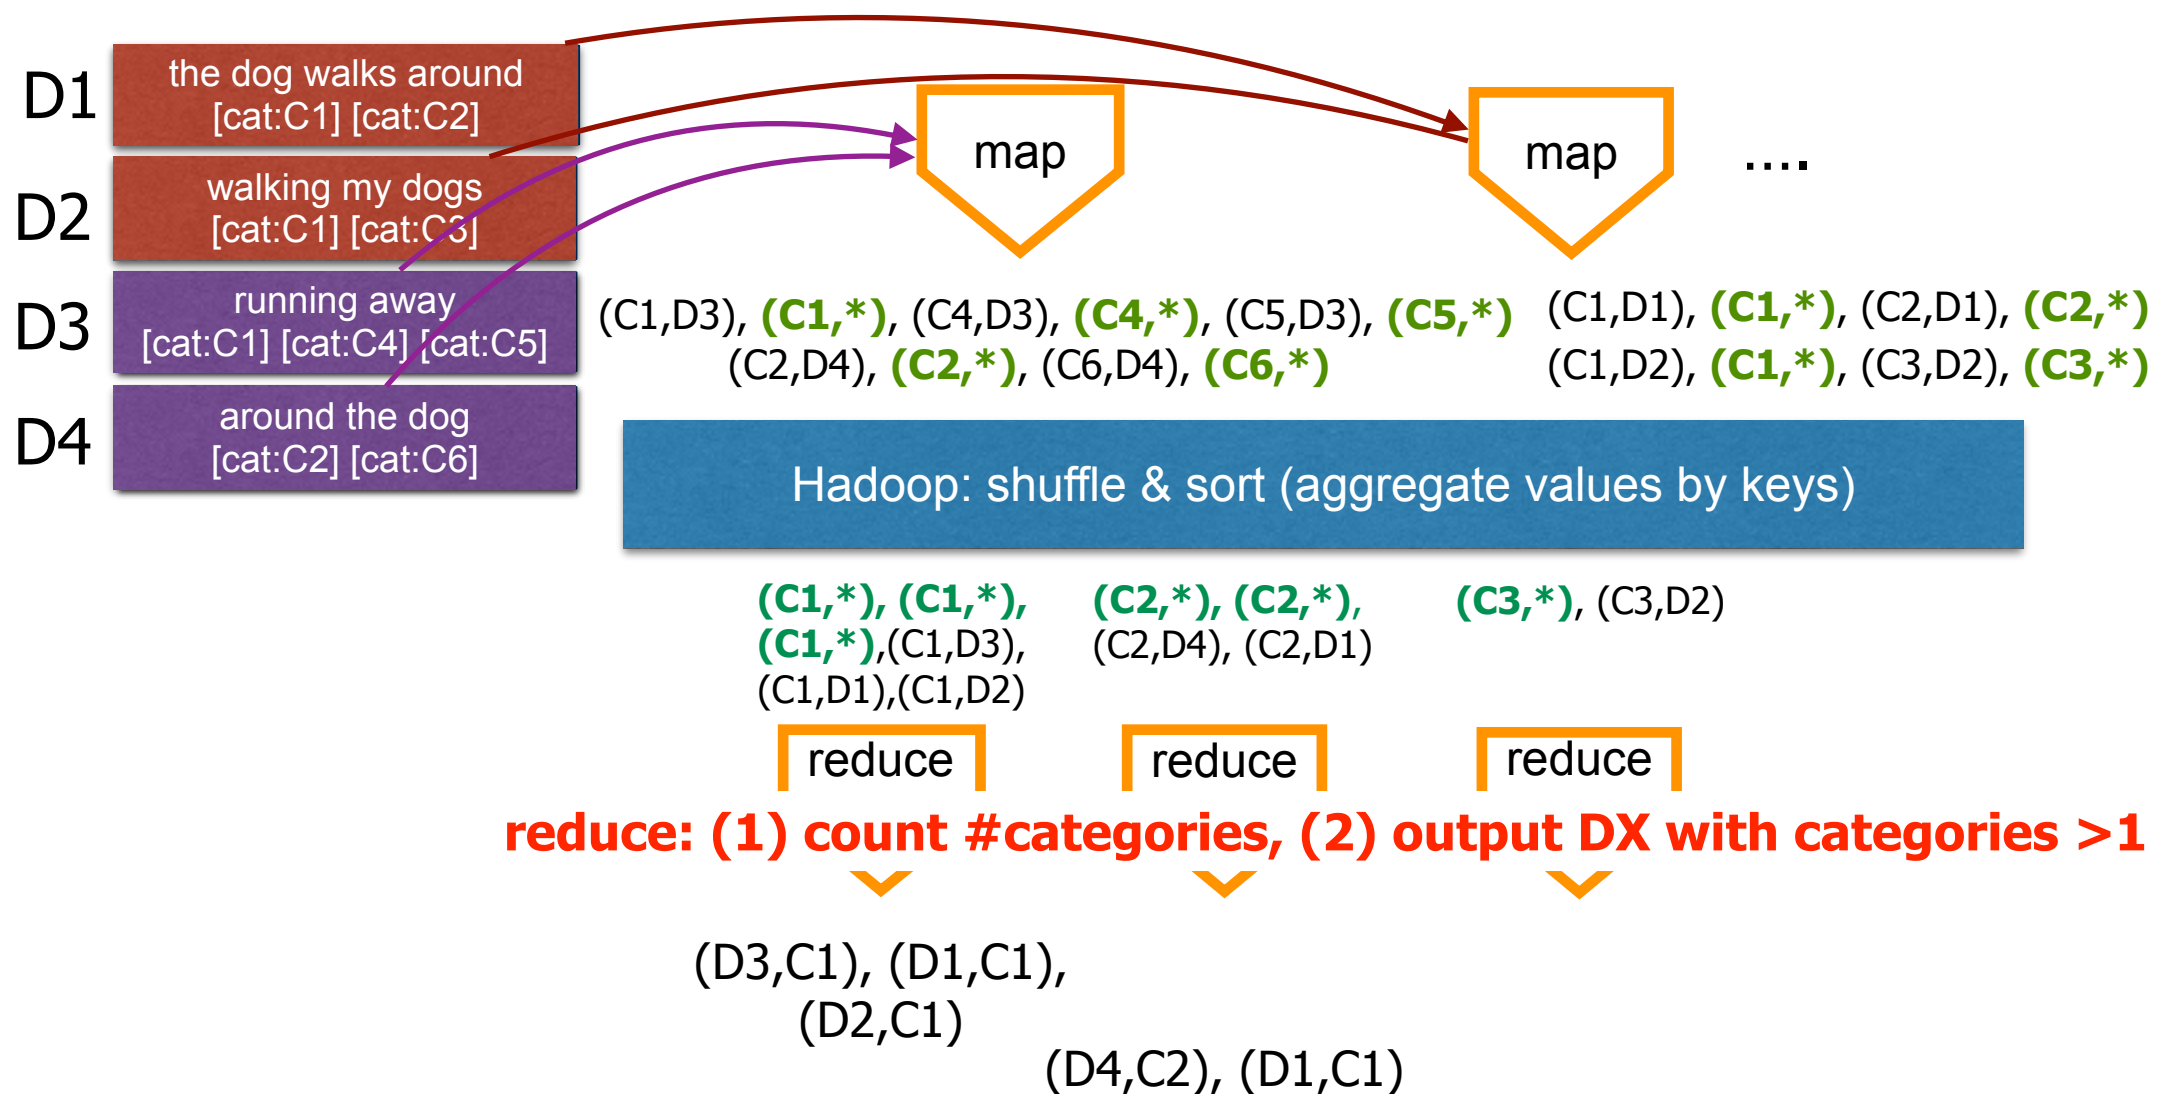 D1
the dog walks around
[cat:C1] [cat:C2]
D2
walking my dogs
[cat:C1] [cat:C3]
D3
running away
[cat:C1] [cat:C4] [cat:C5]
D4
around the dog
[cat:C2] [cat:C6]
map
map
....
(C1,D3), (C1,*), (C4,D3), (C4,*), (C5,D3), (C5,*)
(C2,D4), (C2,*), (C6,D4), (C6,*)
(C1,D1), (C1,*), (C2,D1), (C2,*)
(C1,D2), (C1,*), (C3,D2), (C3,*)
Hadoop: shuffle & sort (aggregate values by keys)
(C1,*), (C1,*),
(C1,*),(C1,D3),
(C1,D1),(C1,D2)
(C2,*), (C2,*),
(C2,D4), (C2,D1)
(C3,*), (C3,D2)
reduce
reduce
reduce
reduce: (1) count #categories, (2) output DX with categories >1
(D3,C1), (D1,C1),
(D2,C1)
(D4,C2), (D1,C1)